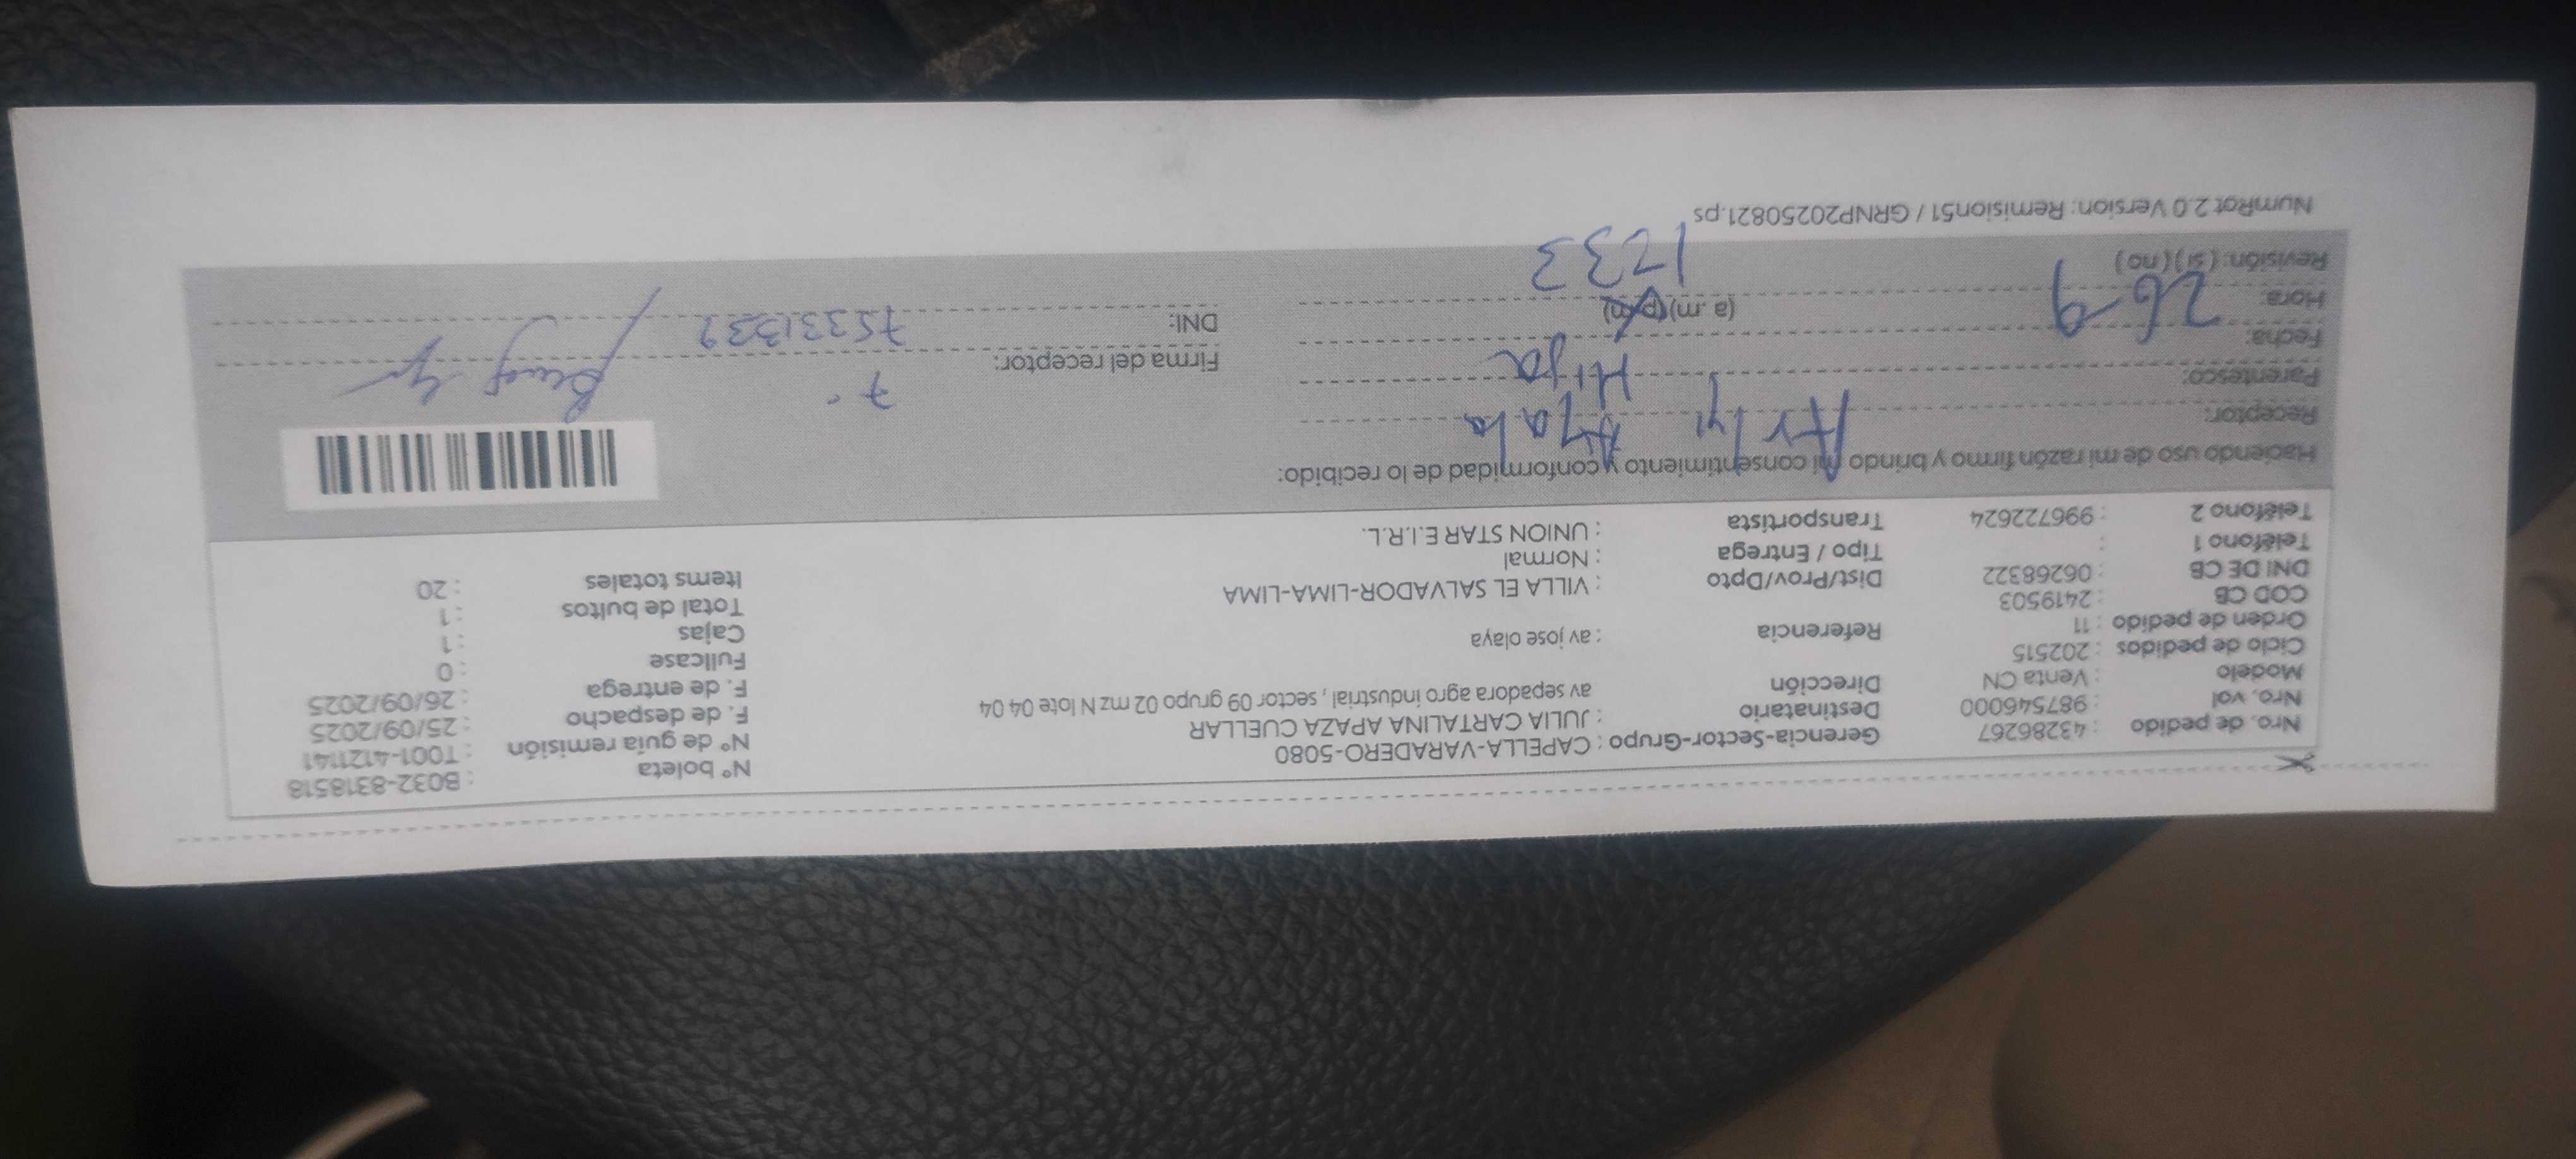 Nro. de pedido : 43286267 Gerencia-Sector-Grupo : CAPELLA-VARADERO-5080 N° boleta : B032-8318518
Nro. vol : 987546000 Destinatario : JULIA CARTALINA APAZA CUELLAR N° de guía remisión : T001-4121141
Modelo : Venta CN Dirección av sepadora agro industrial , sector 09 grupo 02 mz N lote 04 04 F. de despacho : 25/09/2025
Ciclo de pedidos : 202515 F. de entrega : 26/09/2025
Orden de pedido : 11 Referencia : av jose olaya Fullcase : 0
COD CB : 2419503 Cajas : 1
DNI DE CB : 06268322 Dist/Prov/Dpto : VILLA EL SALVADOR-LIMA-LIMA Total de bultos : 1
Teléfono 1 : Tipo / Entrega : Normal Items totales : 20
Teléfono 2 : 996722624 Transportista : UNION STAR E.I.R.L.
Haciendo uso de mi razón firmo y brindo mi consentimiento y conformidad de lo recibido:
Receptor: Ayala
Parentesco: Hija
Fecha: 26-9 Firma del receptor:
Hora: (a.m)(p.m) 1233 DNI:
Revisión: (si) (no)
NumRot 2.0 Version: Remision51 / GRNP20250821.ps